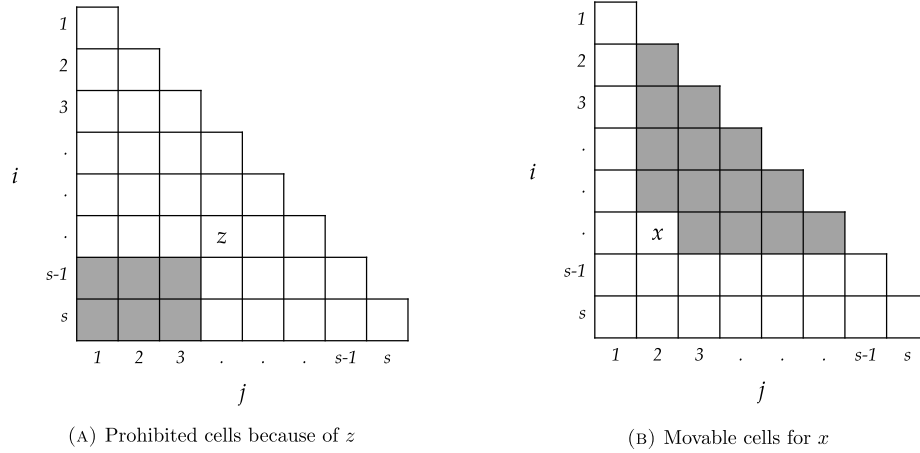 1
2
3
.
i
.
z
.
s-1
s
1 2 3 . . . s-1 s
j
(A) Prohibited cells because of z
1
2
3
.
i
.
x
.
s-1
s
1 2 3 . . . s-1 s
j
(B) Movable cells for x